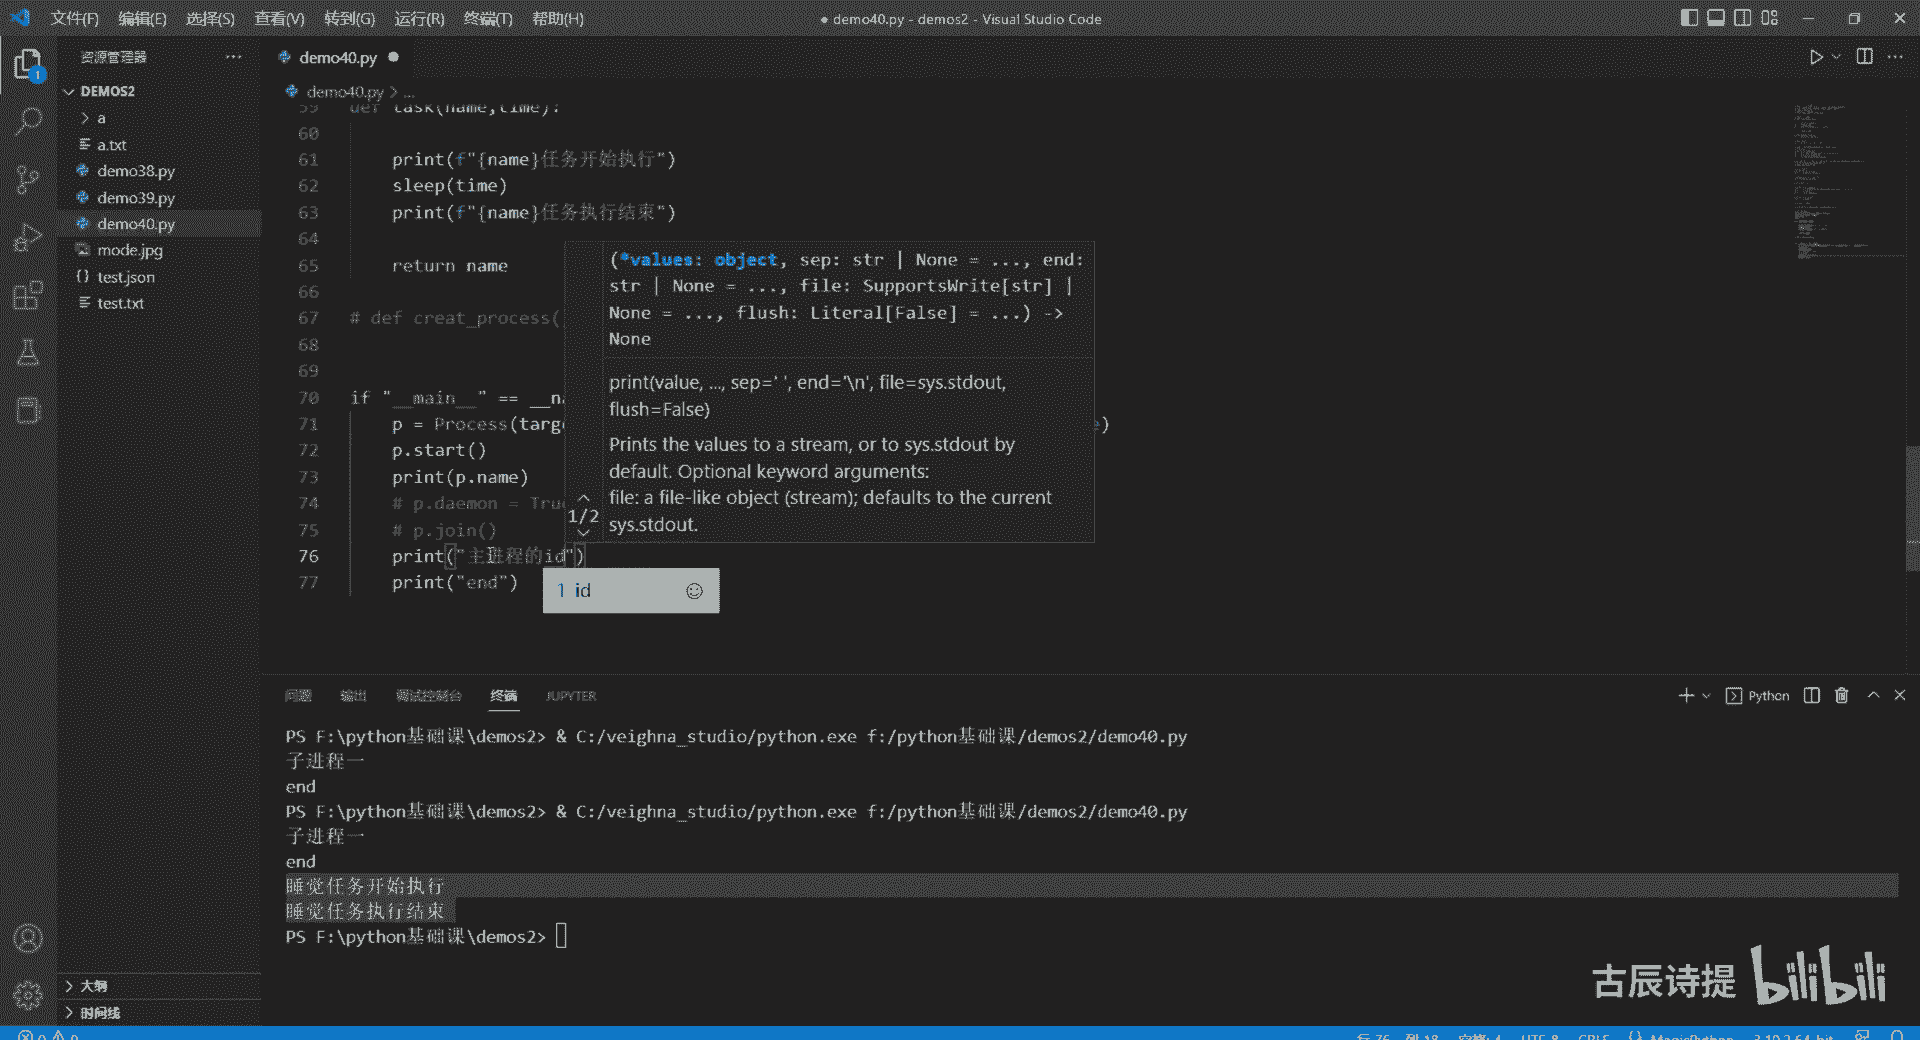 文件(F) 编辑(E) 选择(S) 查看(V) 转到(G) 运行(R) 终端(T) 帮助(H)
● demo40.py - demos2 - Visual Studio Code
资源管理器
demo40.py
1
DEMOS2
demo40.py > ...
a
a.txt
demo38.py
demo39.py
demo40.py
mode.jpg
test.json
test.txt
59 def task(name,time):
60
61 print(f"{name}任务开始执行")
62 sleep(time)
63 print(f"{name}任务执行结束")
64
65 return name
66
67 # def creat_process(
68
69
70 if "__main__" == __na
71 p = Process(targe )
72 p.start()
73 print(p.name)
74 # p.daemon = True
75 # p.join()
76 print("主进程的id")
77 print("end")
(*values: object, sep: str | None = ..., end:
str | None = ..., file: SupportsWrite[str] |
None = ..., flush: Literal[False] = ...) ->
None
print(value, ..., sep=' ', end='\n', file=sys.stdout,
flush=False)
Prints the values to a stream, or to sys.stdout by
default. Optional keyword arguments:
file: a file-like object (stream); defaults to the current
sys.stdout.
1/2
1 id
问题 输出 调试控制台 终端 JUPYTER
Python
PS F:\python基础课\demos2> & C:/veighna_studio/python.exe f:/python基础课/demos2/demo40.py
子进程一
end
PS F:\python基础课\demos2> & C:/veighna_studio/python.exe f:/python基础课/demos2/demo40.py
子进程一
end
睡觉任务开始执行
睡觉任务执行结束
PS F:\python基础课\demos2>
大纲
时间线
古辰诗提 bilibili
行 76, 列 18 空格: 4 UTF-8 CRLF MagicPython 3.10.2 64-bit